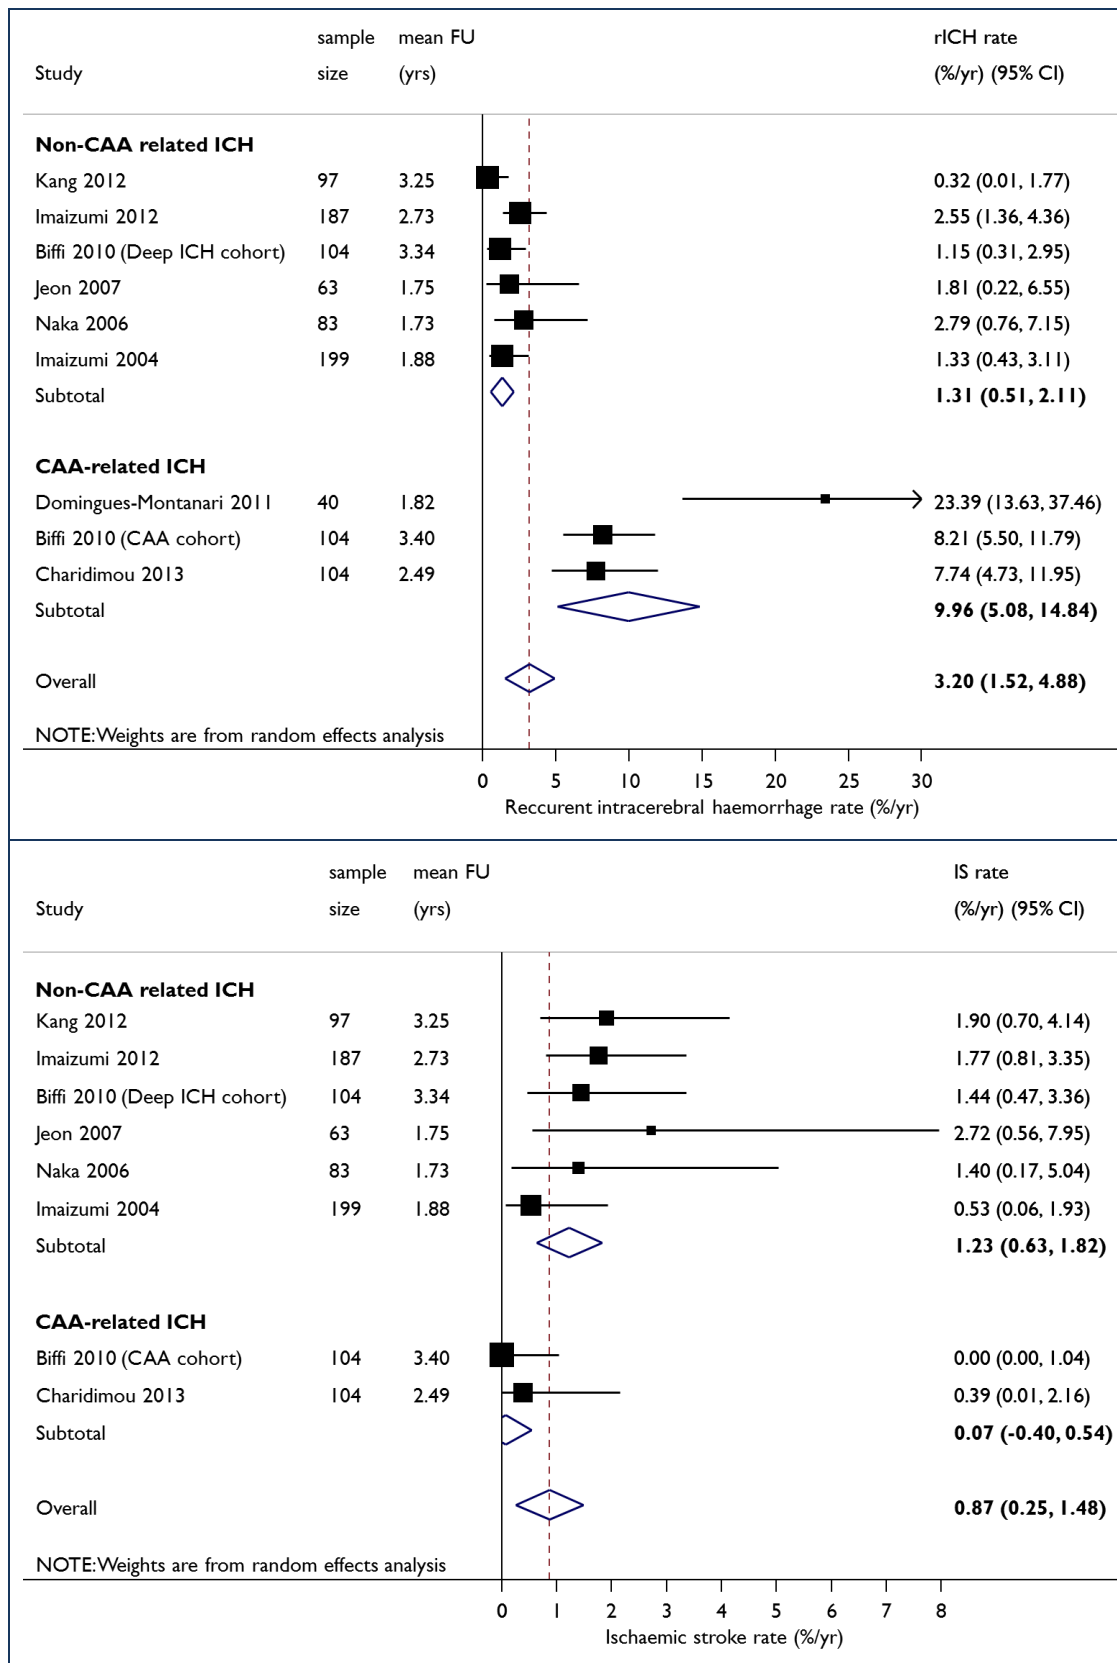 sample mean FU rICH rate
Study size (yrs) (%/yr) (95% CI)
Non-CAA related ICH
Kang 2012 97 3.25 0.32 (0.01, 1.77)
Imaizumi 2012 187 2.73 2.55 (1.36, 4.36)
Biffi 2010 (Deep ICH cohort) 104 3.34 1.15 (0.31, 2.95)
Jeon 2007 63 1.75 1.81 (0.22, 6.55)
Naka 2006 83 1.73 2.79 (0.76, 7.15)
Imaizumi 2004 199 1.88 1.33 (0.43, 3.11)
Subtotal 1.31 (0.51, 2.11)
CAA-related ICH
Domingues-Montanari 2011 40 1.82 23.39 (13.63, 37.46)
Biffi 2010 (CAA cohort) 104 3.40 8.21 (5.50, 11.79)
Charidimou 2013 104 2.49 7.74 (4.73, 11.95)
Subtotal 9.96 (5.08, 14.84)
Overall 3.20 (1.52, 4.88)
NOTE: Weights are from random effects analysis
0 5 10 15 20 25 30
Reccurent intracerebral haemorrhage rate (%/yr)
sample mean FU IS rate
Study size (yrs) (%/yr) (95% CI)
Non-CAA related ICH
Kang 2012 97 3.25 1.90 (0.70, 4.14)
Imaizumi 2012 187 2.73 1.77 (0.81, 3.35)
Biffi 2010 (Deep ICH cohort) 104 3.34 1.44 (0.47, 3.36)
Jeon 2007 63 1.75 2.72 (0.56, 7.95)
Naka 2006 83 1.73 1.40 (0.17, 5.04)
Imaizumi 2004 199 1.88 0.53 (0.06, 1.93)
Subtotal 1.23 (0.63, 1.82)
CAA-related ICH
Biffi 2010 (CAA cohort) 104 3.40 0.00 (0.00, 1.04)
Charidimou 2013 104 2.49 0.39 (0.01, 2.16)
Subtotal 0.07 (-0.40, 0.54)
Overall 0.87 (0.25, 1.48)
NOTE: Weights are from random effects analysis
0 1 2 3 4 5 6 7 8
Ischaemic stroke rate (%/yr)